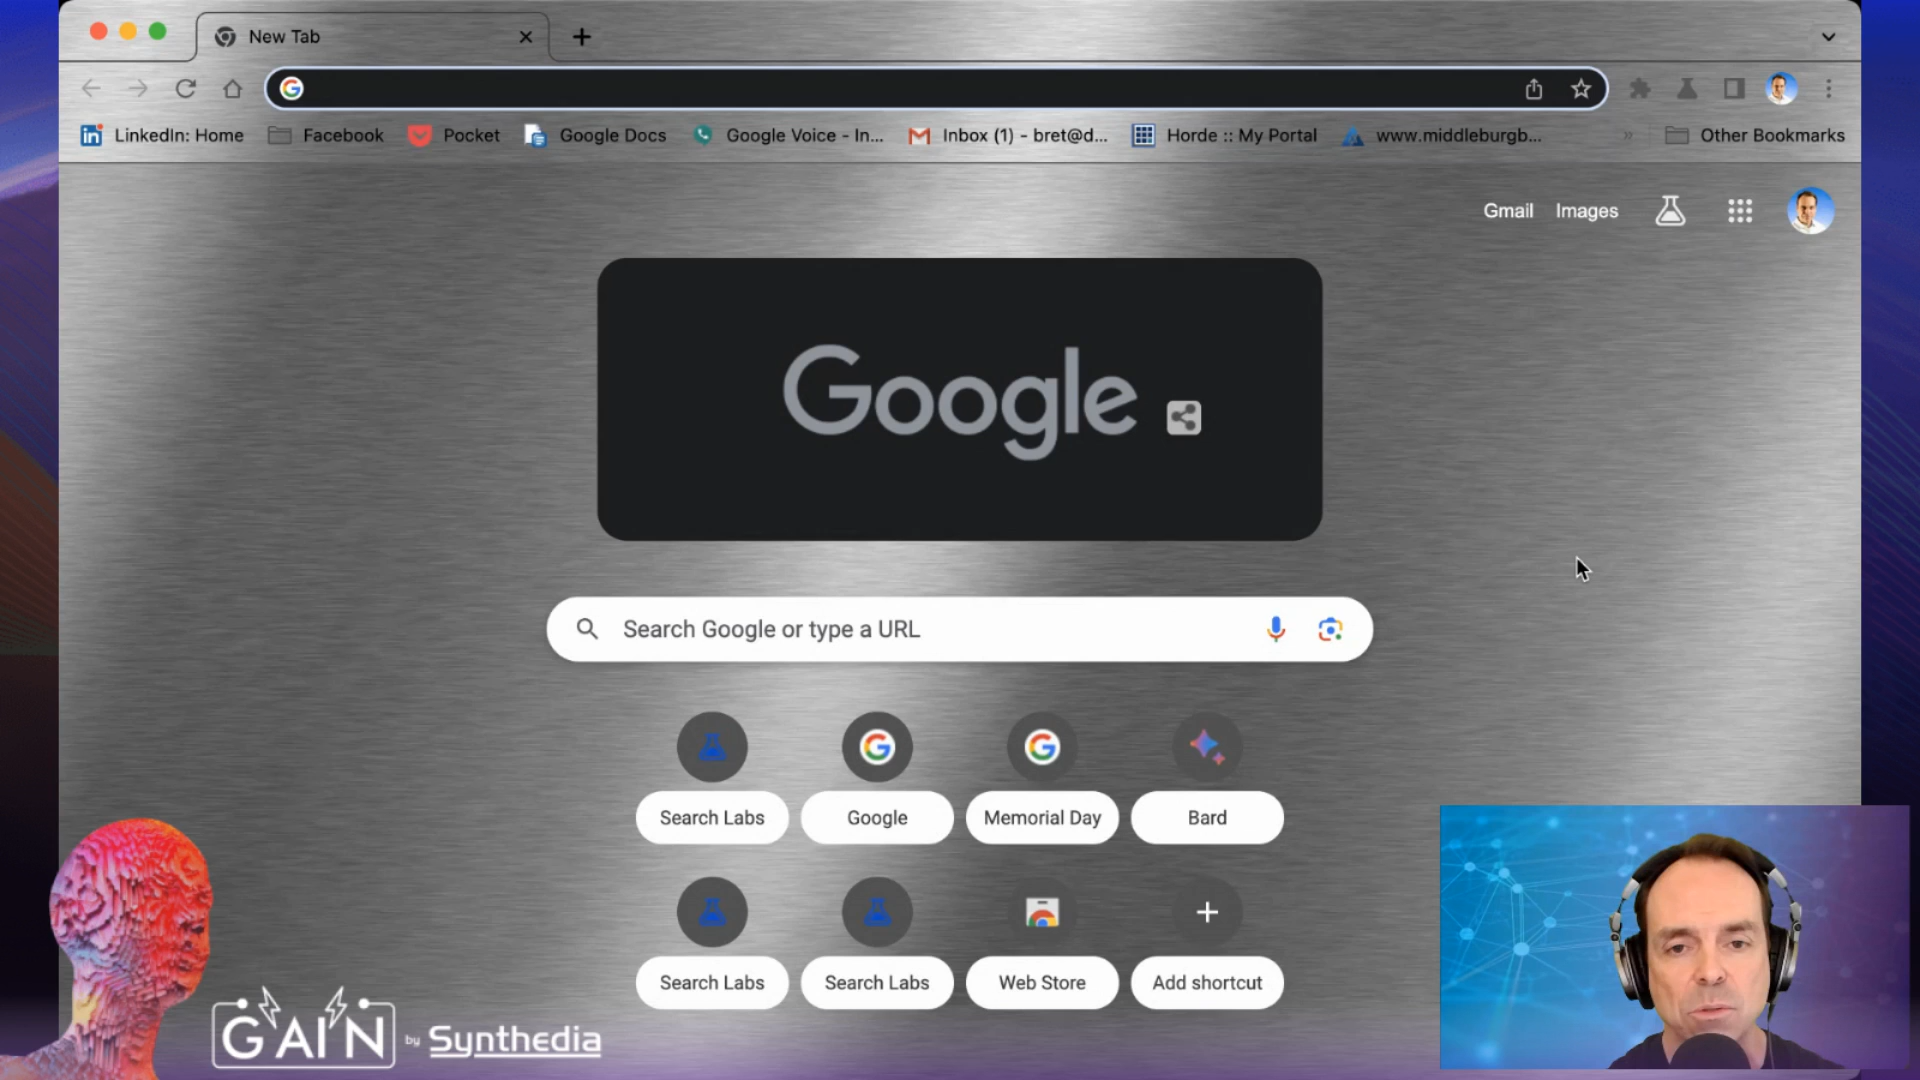 New Tab
LinkedIn: Home Facebook Pocket Google Docs Google Voice - In... Inbox (1) - bret@d... Horde :: My Portal www.middleburgb... » Other Bookmarks
Gmail Images
Google
Search Google or type a URL
Search Labs Google Memorial Day Bard
Search Labs Search Labs Web Store Add shortcut
GAIN by Synthedia